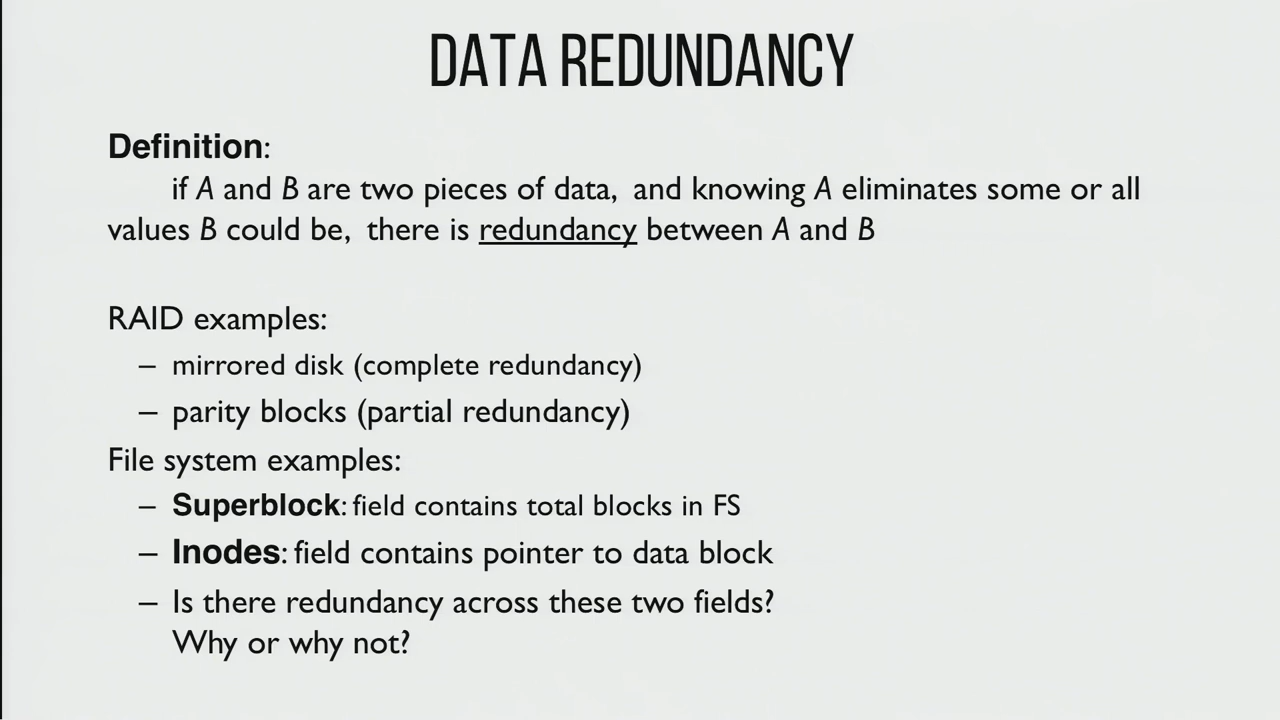 DATA REDUNDANCY
Definition:
if A and B are two pieces of data, and knowing A eliminates some or all
values B could be, there is redundancy between A and B
RAID examples:
– mirrored disk (complete redundancy)
– parity blocks (partial redundancy)
File system examples:
– Superblock: field contains total blocks in FS
– Inodes: field contains pointer to data block
– Is there redundancy across these two fields?
Why or why not?